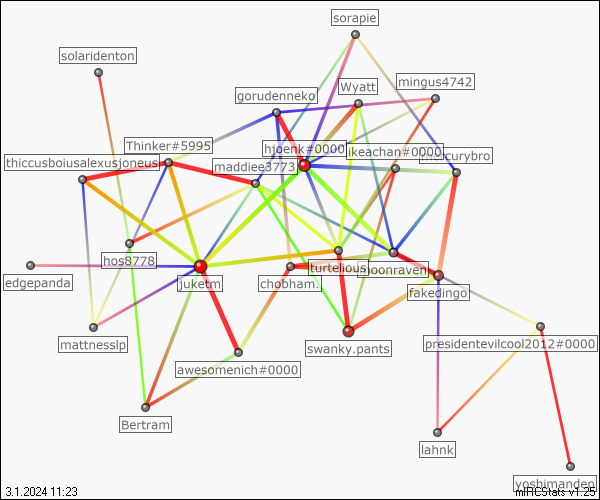 sorapie
solaridenton
mingus4742
Wyatt
gorudenneko
Thinker#5995
hjoenk#0000
ikeachan#0000
curybro
thiccusboiusalexusjoneus
maddiee3773
hos8778
edgepanda
juketm
chobham
turtelious
moonraven
fakedingo
mattnesslp
swanky.pants
presidentevilcool2012#0000
awesomenich#0000
Bertram
lahnk
yoshimanden
3.1.2024 11:23
mIRCStats v1.25